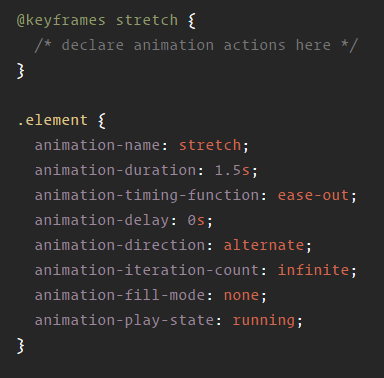 @keyframes stretch {
  /* declare animation actions here */
}

.element {
  animation-name: stretch;
  animation-duration: 1.5s;
  animation-timing-function: ease-out;
  animation-delay: 0s;
  animation-direction: alternate;
  animation-iteration-count: infinite;
  animation-fill-mode: none;
  animation-play-state: running;
}